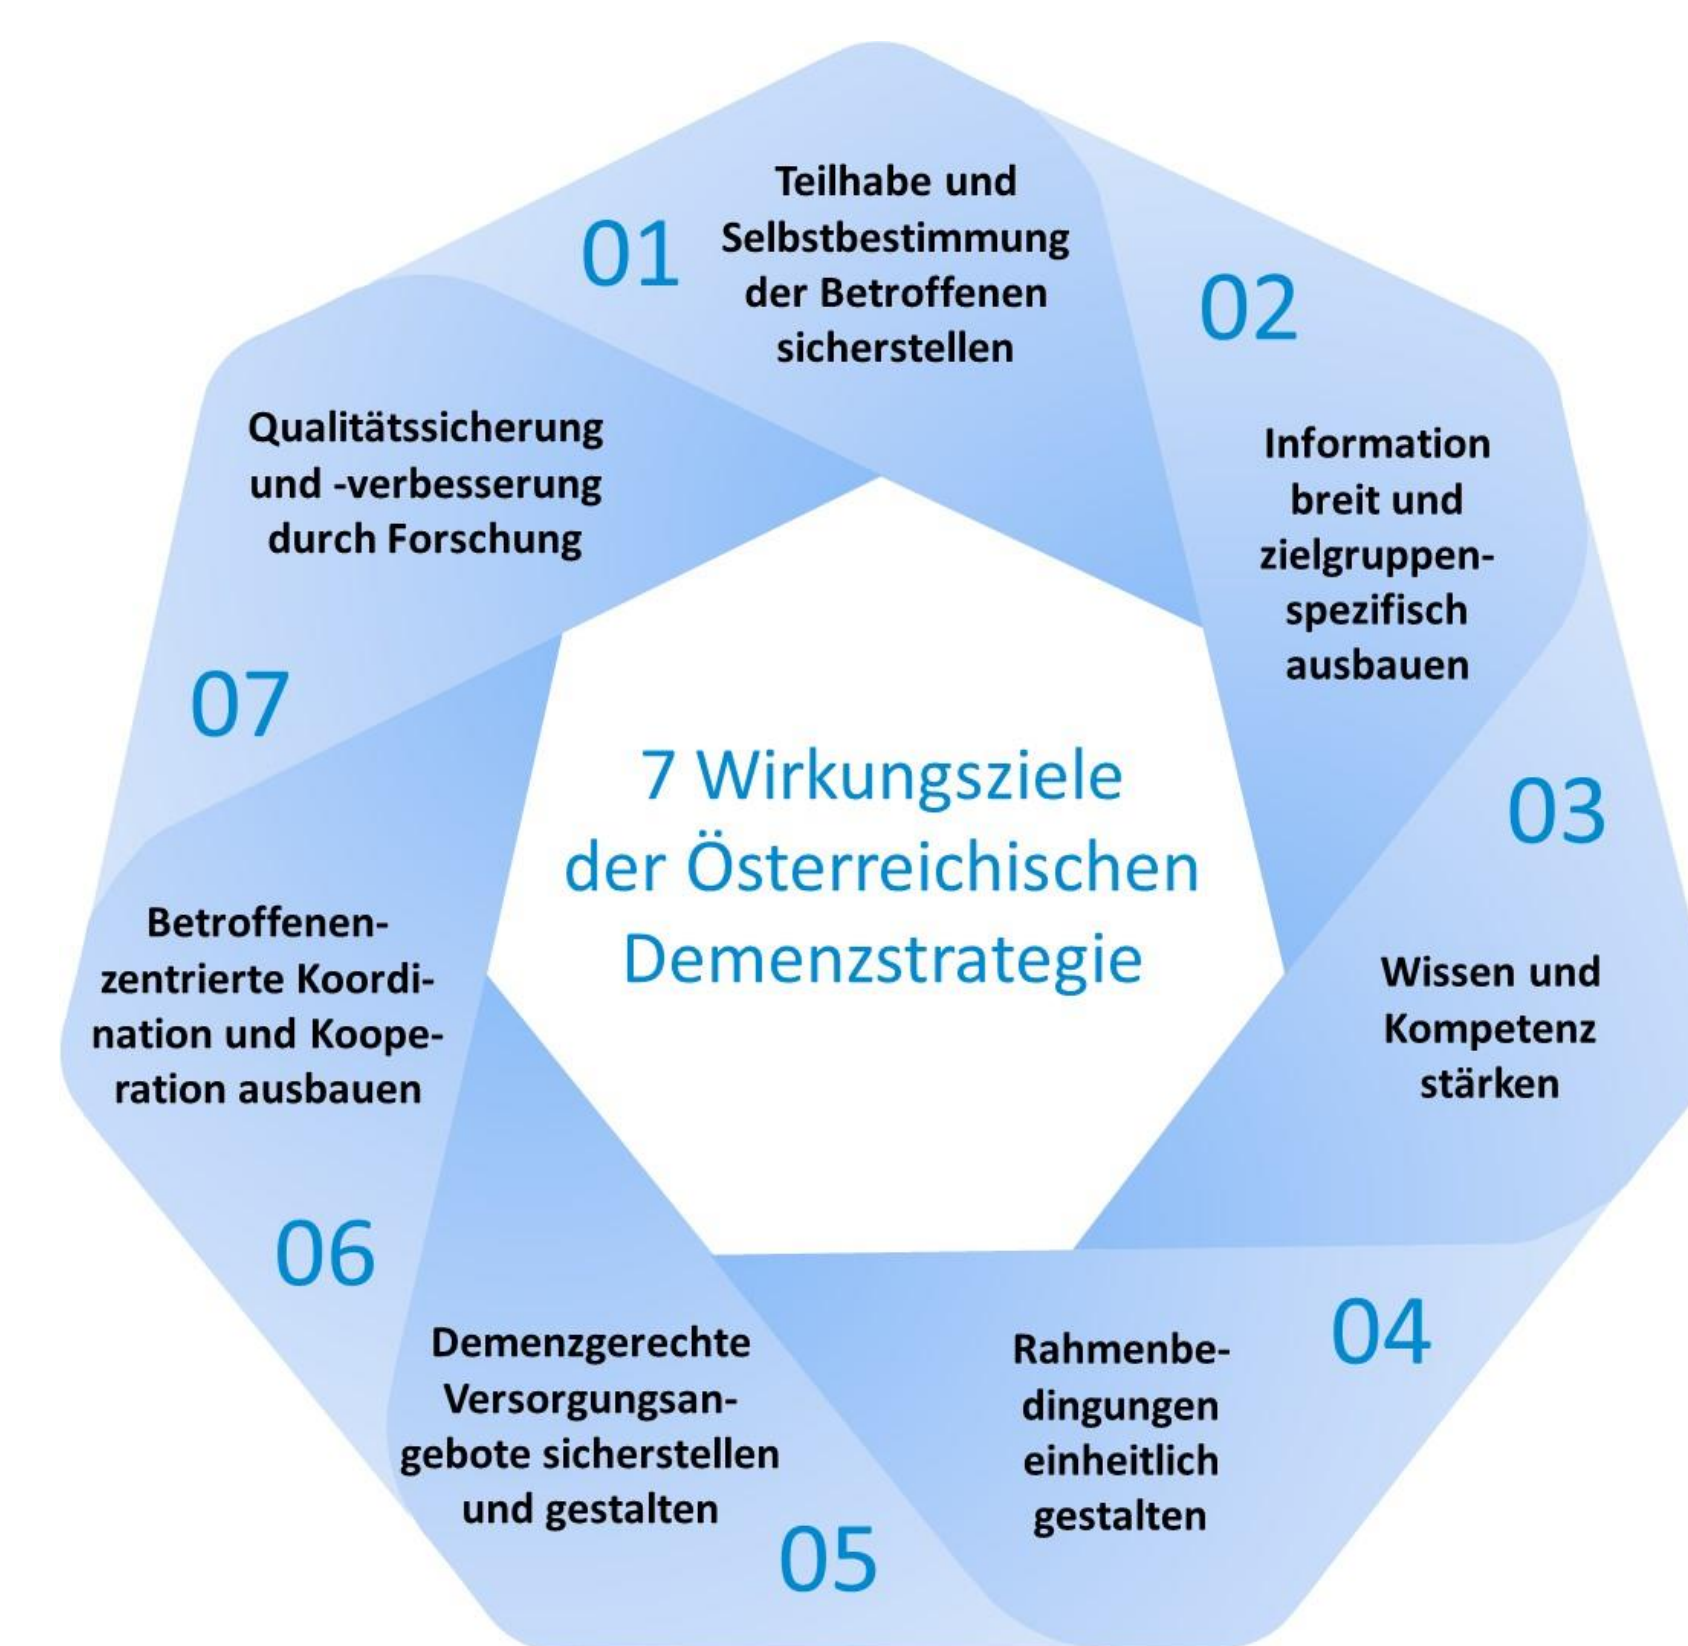 01
Teilhabe und
Selbstbestimmung
der Betroffenen
sicherstellen
02
Information
breit und
zielgruppen-
spezifisch
ausbauen
03
Wissen und
Kompetenz
stärken
04
Rahmenbe-
dingungen
einheitlich
gestalten
05
Demenzgerechte
Versorgungsan-
gebote sicherstellen
und gestalten
06
Betroffenen-
zentrierte Koordi-
nation und Koope-
ration ausbauen
07
Qualitätssicherung
und -verbesserung
durch Forschung
7 Wirkungsziele
der Österreichischen
Demenzstrategie